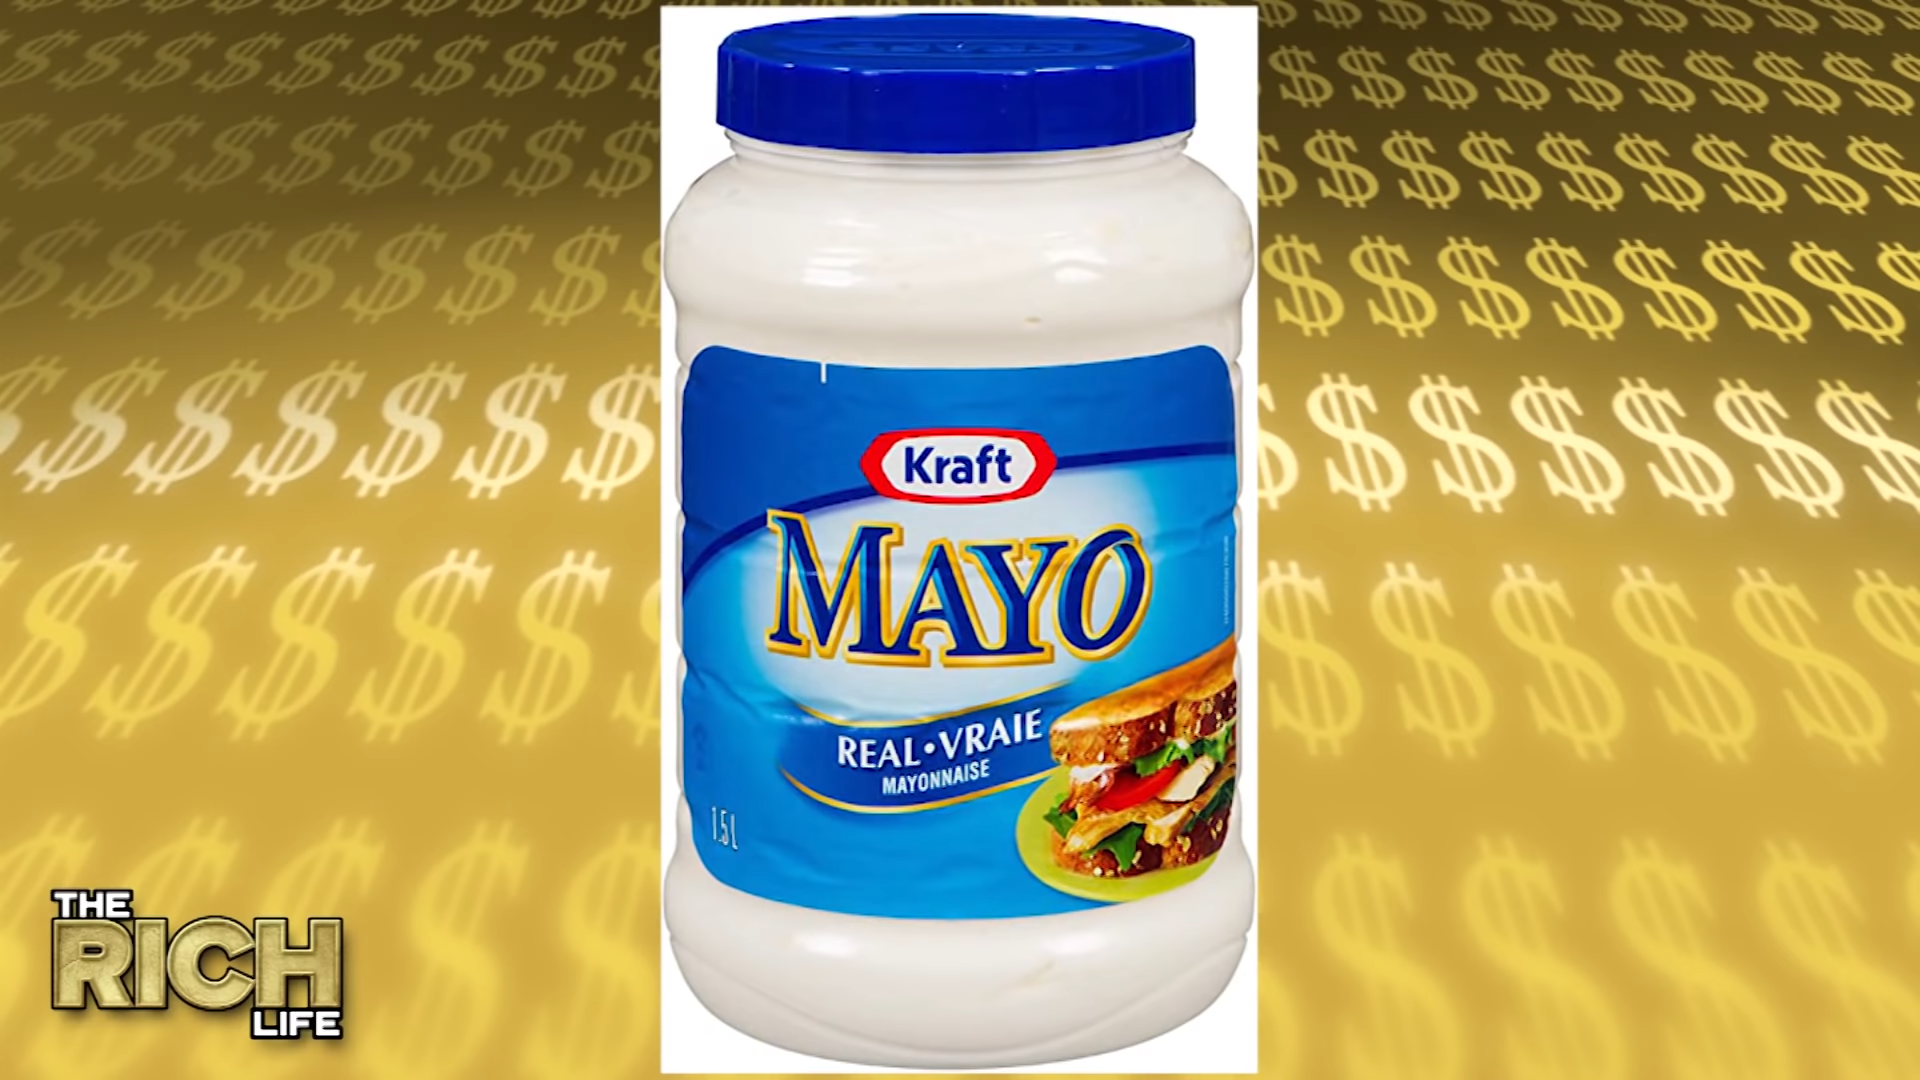 Kraft
MAYO
REAL • VRAIE
MAYONNAISE
1.5 L
THE
RICH
LIFE